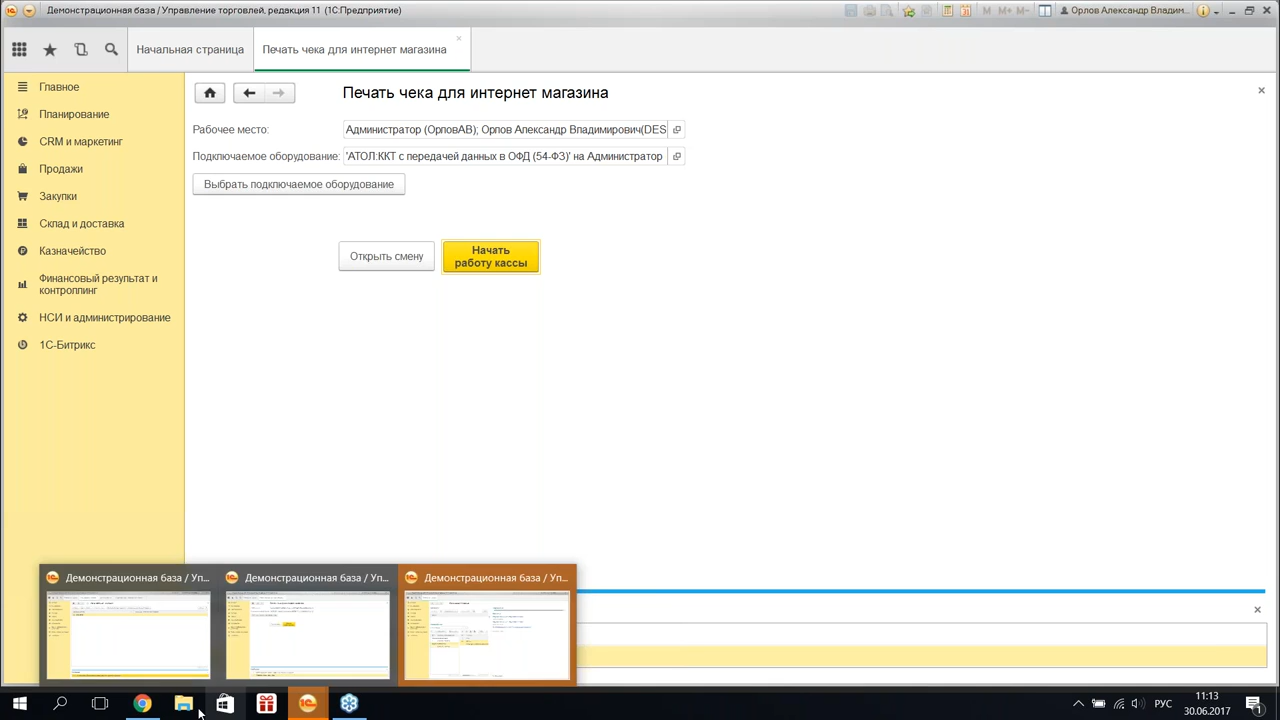 Демонстрационная база / Управление торговлей, редакция 11 (1С:Предприятие)
M M+ M-
Орлов Александр Владим...
Начальная страница
Печать чека для интернет магазина
Главное
Планирование
CRM и маркетинг
Продажи
Закупки
Склад и доставка
Казначейство
Финансовый результат и
контроллинг
НСИ и администрирование
1С-Битрикс
Печать чека для интернет магазина
Рабочее место:
Администратор (ОрловАВ); Орлов Александр Владимирович(DES
Подключаемое оборудование:
'АТОЛ:ККТ с передачей данных в ОФД (54-ФЗ)' на Администратор
Выбрать подключаемое оборудование
Открыть смену
Начать
работу кассы
Демонстрационная база / Уп...
Демонстрационная база / Уп...
Демонстрационная база / Уп...
РУС
11:13
30.06.2017